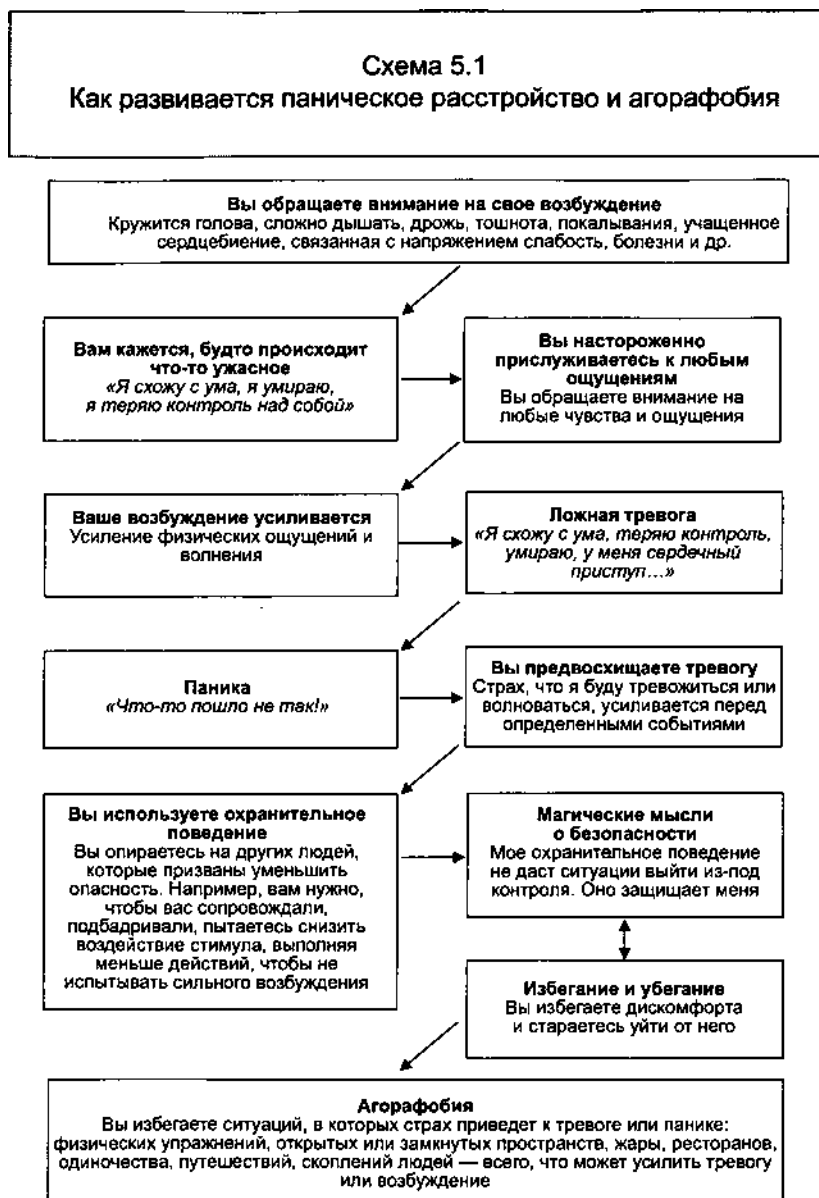 Схема 5.1
Как развивается паническое расстройство и агорафобия
Вы обращаете внимание на свое возбуждение
Кружится голова, сложно дышать, дрожь, тошнота, покалывания, учащенное
сердцебиение, связанная с напряжением слабость, болезни и др.
Вам кажется, будто происходит
что-то ужасное
«Я схожу с ума, я умираю,
я теряю контроль над собой»
Вы настороженно
прислуживаетесь к любым
ощущениям
Вы обращаете внимание на
любые чувства и ощущения
Ваше возбуждение усиливается
Усиление физических ощущений и
волнения
Ложная тревога
«Я схожу с ума, теряю контроль,
умираю, у меня сердечный
приступ...»
Паника
«Что-то пошло не так!»
Вы предвосхищаете тревогу
Страх, что я буду тревожиться или
волноваться, усиливается перед
определенными событиями
Вы используете охранительное
поведение
Вы опираетесь на других людей,
которые призваны уменьшить
опасность. Например, вам нужно,
чтобы вас сопровождали,
подбадривали, пытаетесь снизить
воздействие стимула, выполняя
меньше действий, чтобы не
испытывать сильного возбуждения
Магические мысли
о безопасности
Мое охранительное поведение
не даст ситуации выйти из-под
контроля. Оно защищает меня
Избегание и убегание
Вы избегаете дискомфорта
и стараетесь уйти от него
Агорафобия
Вы избегаете ситуаций, в которых страх приведет к тревоге или панике:
физических упражнений, открытых или замкнутых пространств, жары, ресторанов,
одиночества, путешествий, скоплений людей — всего, что может усилить тревогу
или возбуждение